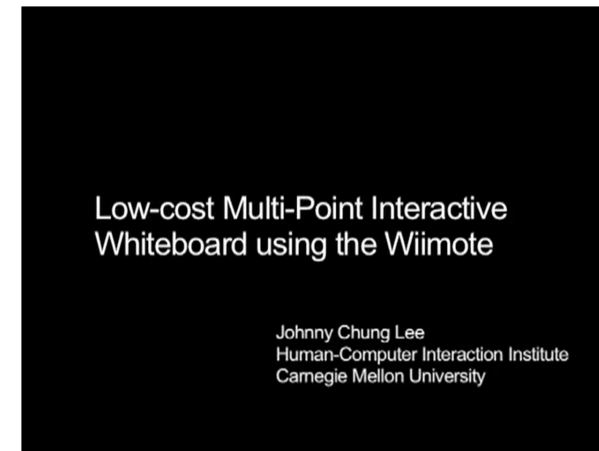 Low-cost Multi-Point Interactive
Whiteboard using the Wiimote
Johnny Chung Lee
Human-Computer Interaction Institute
Carnegie Mellon University